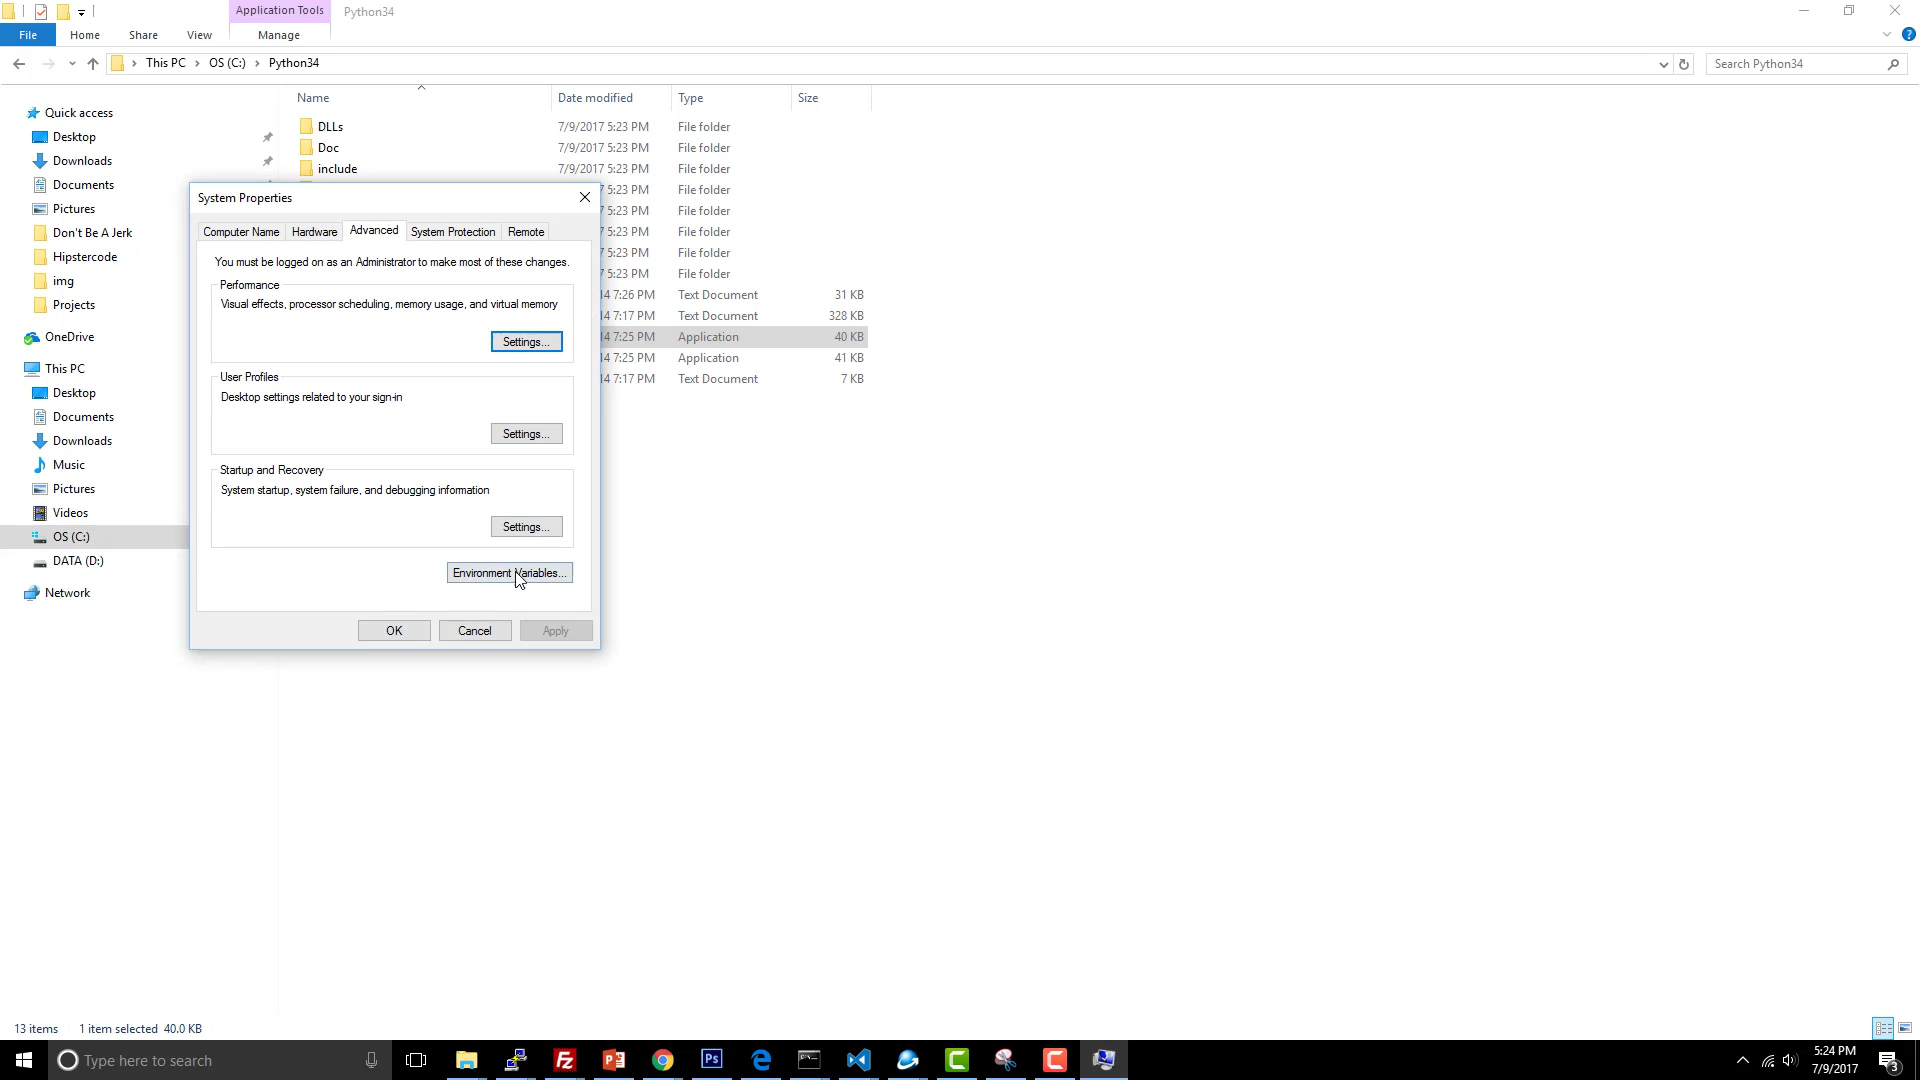 Application Tools
Python34
File
Home
Share
View
Manage
This PC
OS (C:)
Python34
Search Python34
Name
Date modified
Type
Size
Quick access
Desktop
Downloads
Documents
Pictures
Don't Be A Jerk
Hipstercode
img
Projects
OneDrive
This PC
Desktop
Documents
Downloads
Music
Pictures
Videos
OS (C:)
DATA (D:)
Network
DLLs 7/9/2017 5:23 PM File folder
Doc 7/9/2017 5:23 PM File folder
include 7/9/2017 5:23 PM File folder
5:23 PM File folder
5:23 PM File folder
5:23 PM File folder
5:23 PM File folder
5:23 PM File folder
14 7:26 PM Text Document 31 KB
14 7:17 PM Text Document 328 KB
14 7:25 PM Application 40 KB
14 7:25 PM Application 41 KB
14 7:17 PM Text Document 7 KB
System Properties
Computer Name
Hardware
Advanced
System Protection
Remote
You must be logged on as an Administrator to make most of these changes.
Performance
Visual effects, processor scheduling, memory usage, and virtual memory
Settings...
User Profiles
Desktop settings related to your sign-in
Settings...
Startup and Recovery
System startup, system failure, and debugging information
Settings...
Environment Variables...
OK
Cancel
Apply
13 items
1 item selected 40.0 KB
Type here to search
Fz
Ps
5:24 PM
7/9/2017
3